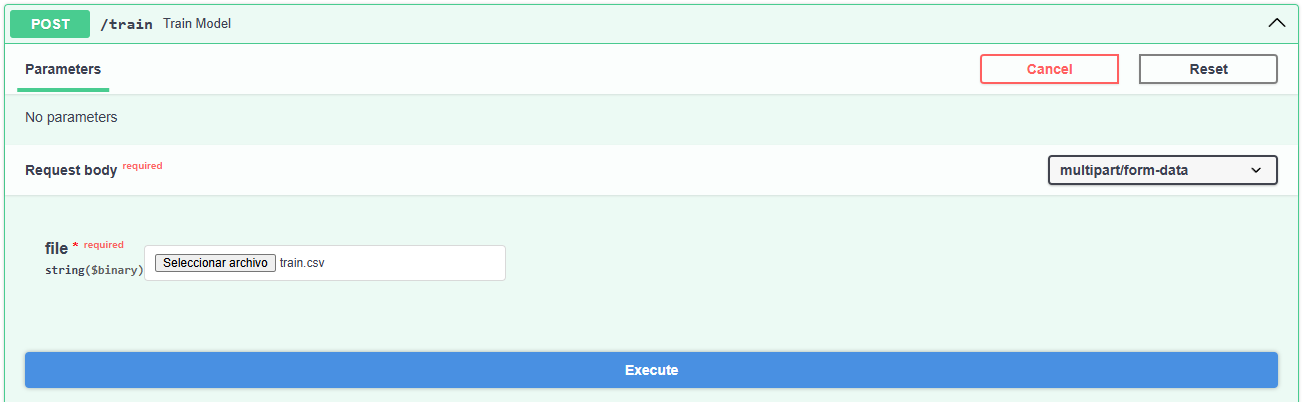 POST /train Train Model
Parameters Cancel Reset
No parameters
Request body required multipart/form-data
file * required
string($binary) Seleccionar archivo train.csv
Execute